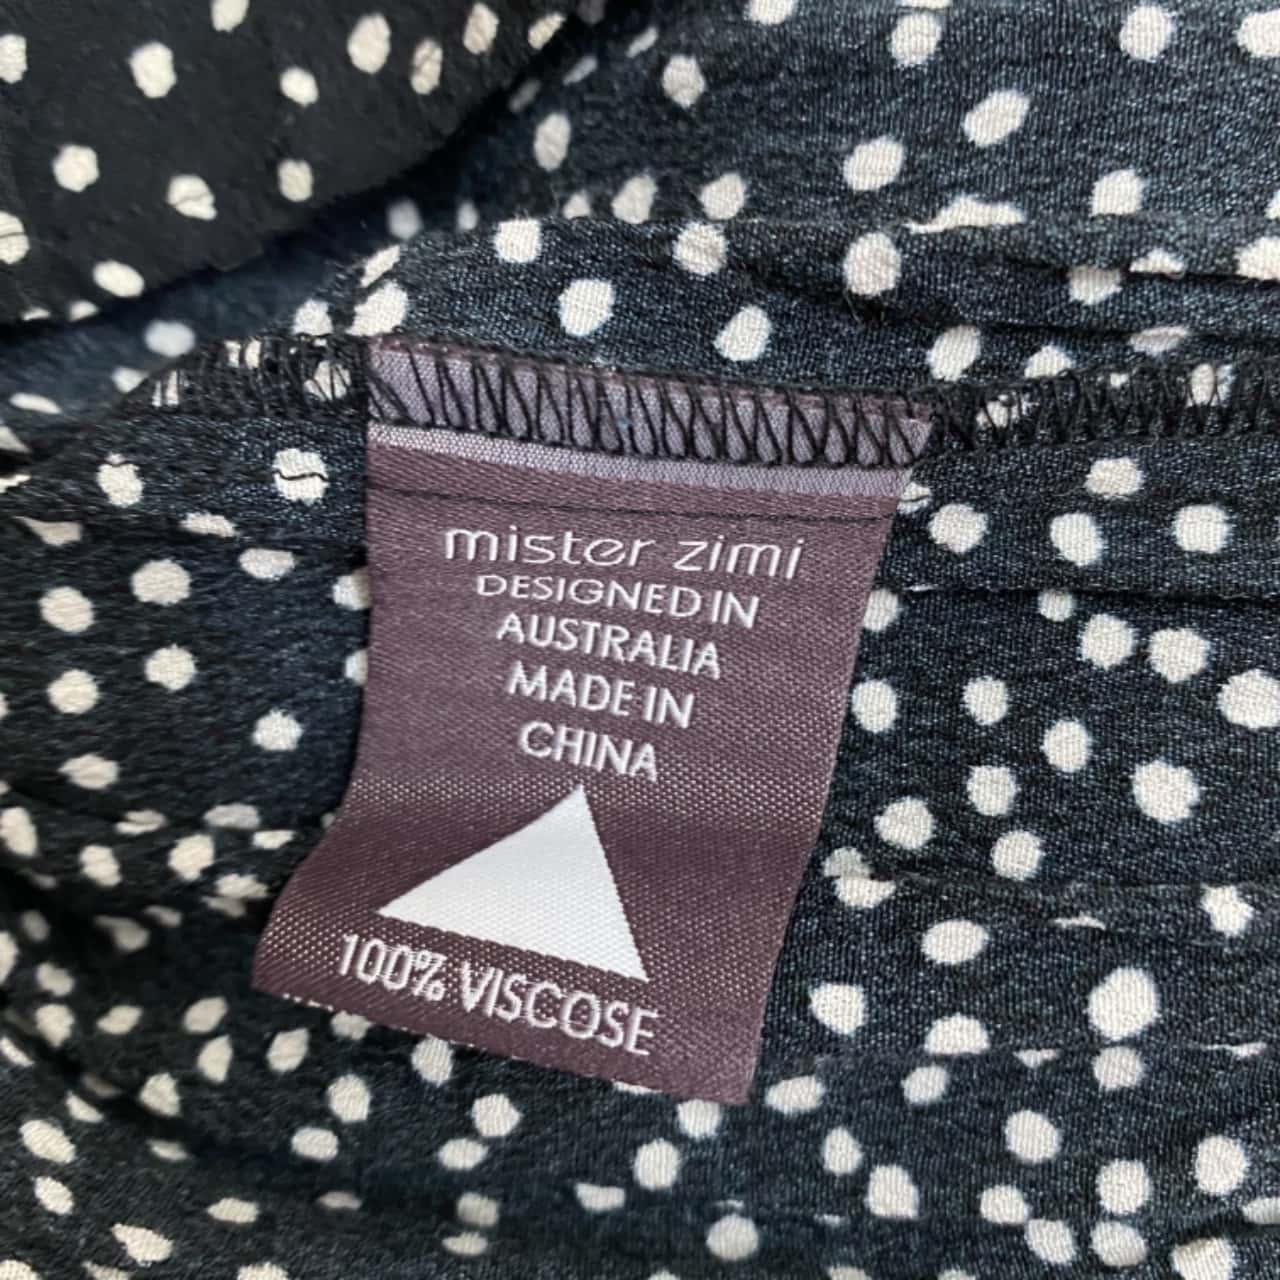 mister zimi
DESIGNED IN
AUSTRALIA
MADE IN
CHINA
100% VISCOSE